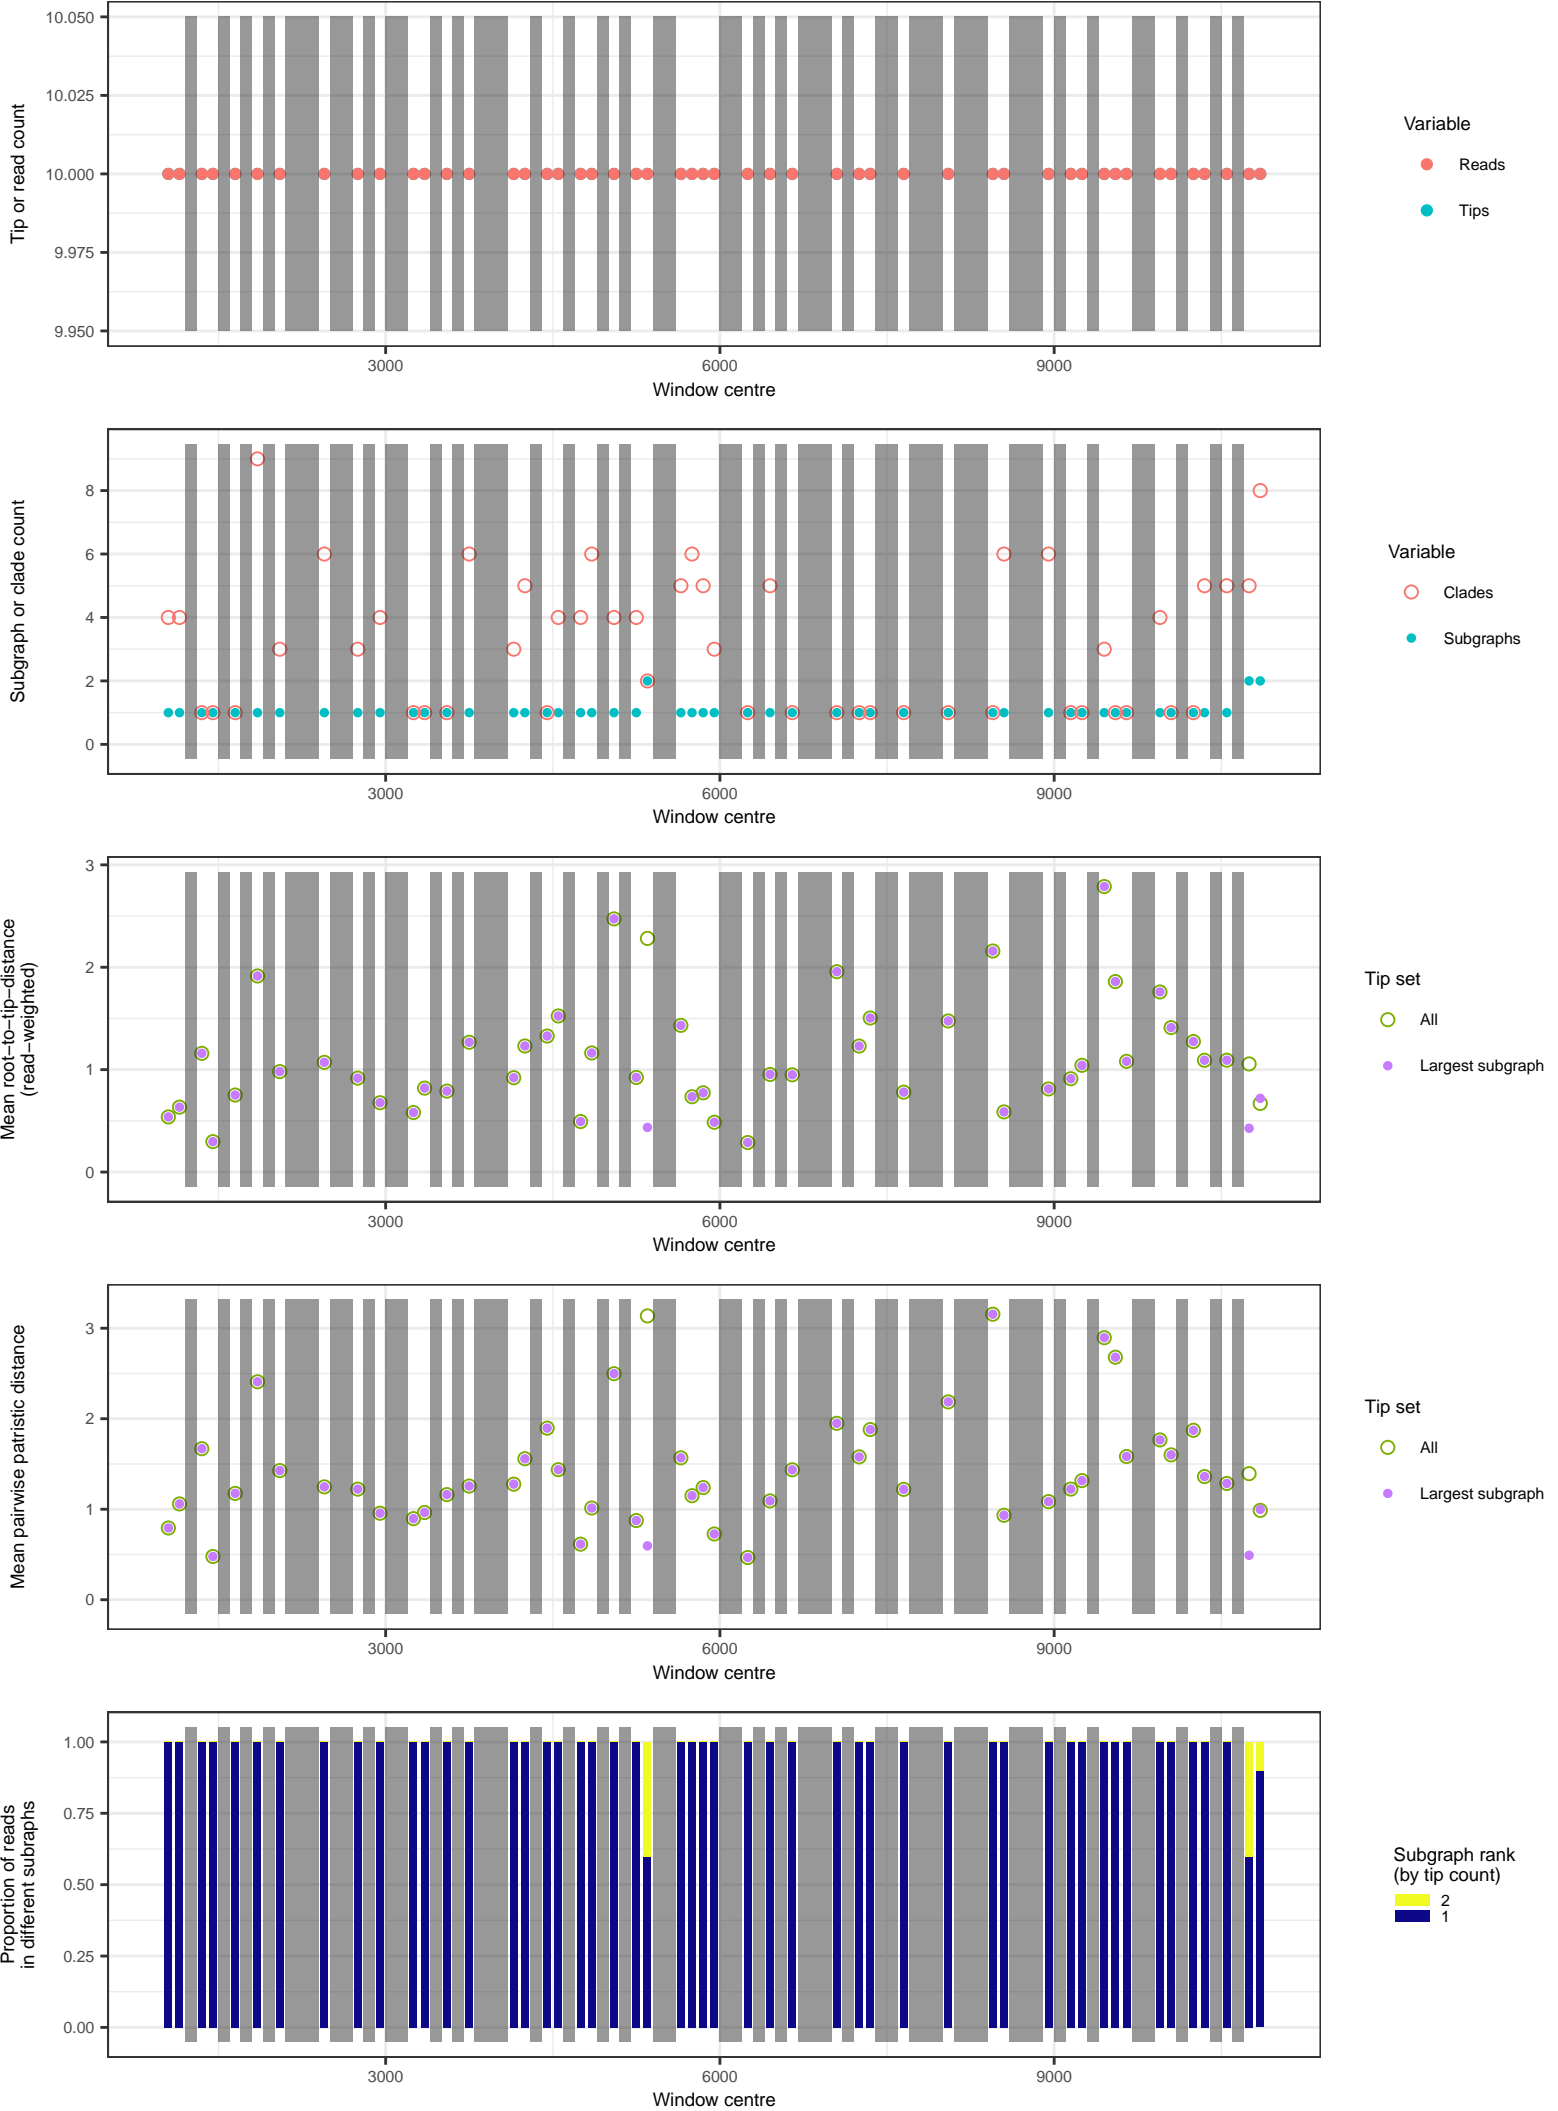 10.050
10.025
10.000
9.975
9.950
Tip or read count
3000 6000 9000
Window centre
Variable
Reads
Tips
8
6
4
2
0
Subgraph or clade count
3000 6000 9000
Window centre
Variable
Clades
Subgraphs
3
2
1
0
Mean root−to−tip−distance
(read−weighted)
3000 6000 9000
Window centre
Tip set
All
Largest subgraph
3
2
1
0
Mean pairwise patristic distance
3000 6000 9000
Window centre
Tip set
All
Largest subgraph
1.00
0.75
0.50
0.25
0.00
Proportion of reads
in different subraphs
3000 6000 9000
Window centre
Subgraph rank
(by tip count)
2
1